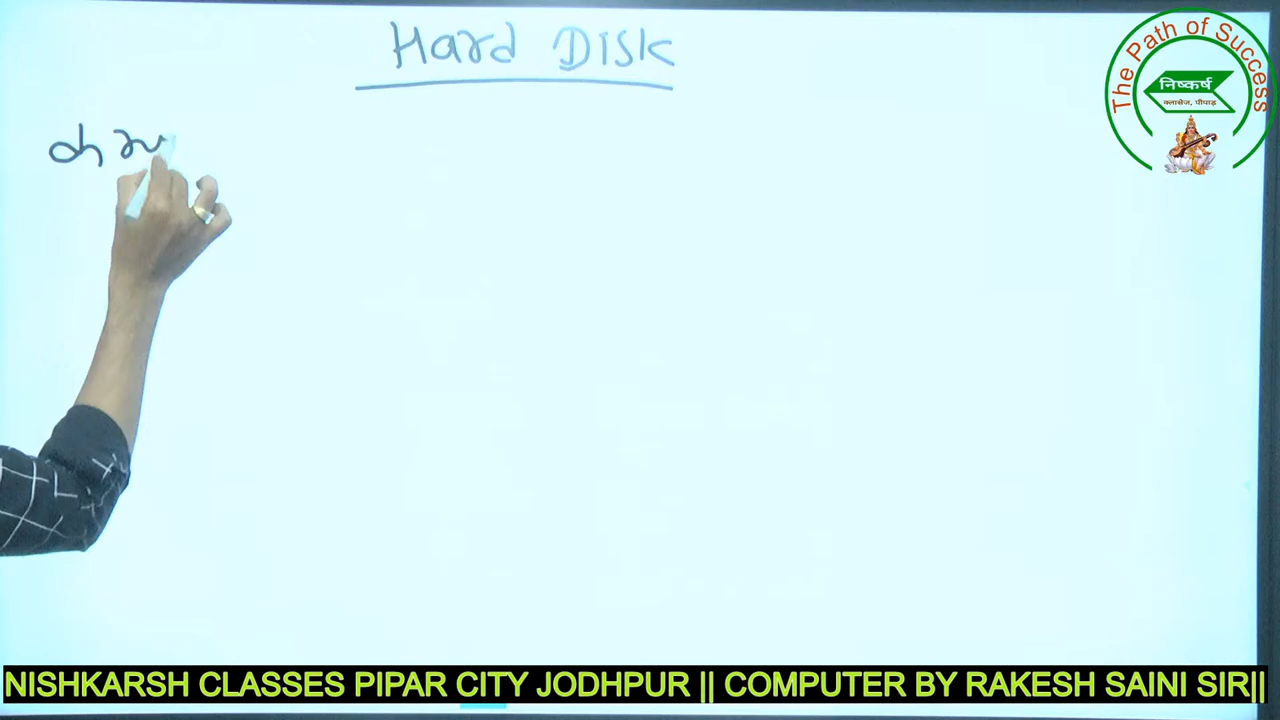 Hard Disk
The Path of Success
निष्कर्ष
क्लासेज, पीपाड़
NISHKARSH CLASSES PIPAR CITY JODHPUR || COMPUTER BY RAKESH SAINI SIR||